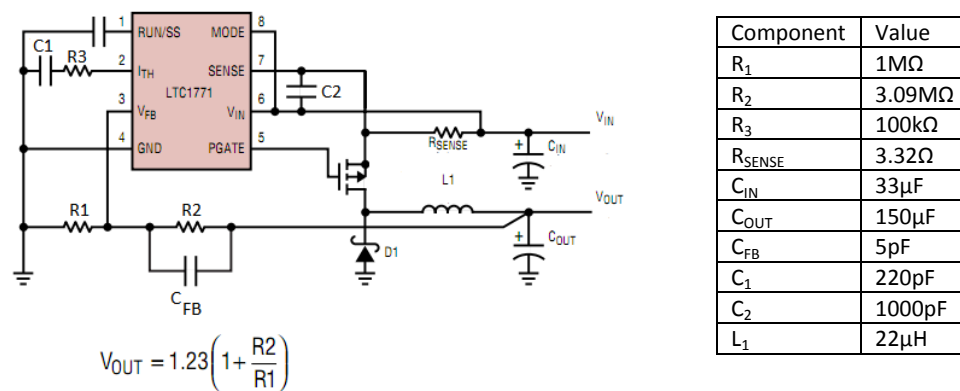 1 RUN/SS MODE 8
C1 R3 2 ITH SENSE 7
LTC1771 C2
3 VFB VIN 6
4 GND PGATE 5
RSENSE
VIN
CIN
L1
VOUT
R1 R2
D1
COUT
CFB
VOUT = 1.23(1+R2/R1)
Component Value
R1 1MΩ
R2 3.09MΩ
R3 100kΩ
RSENSE 3.32Ω
CIN 33μF
COUT 150μF
CFB 5pF
C1 220pF
C2 1000pF
L1 22μH